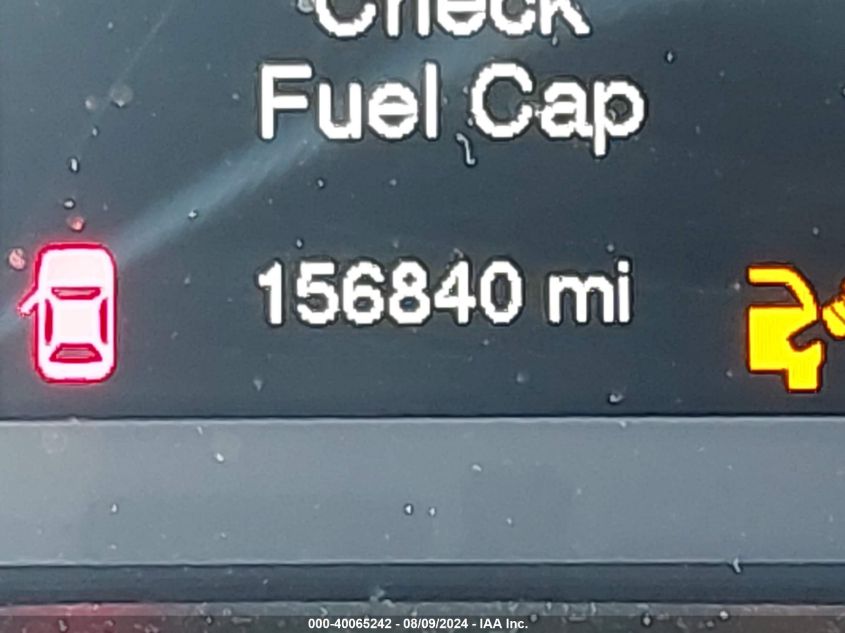 Check
Fuel Cap
156840 mi
000-40065242 - 08/09/2024 - IAA Inc.